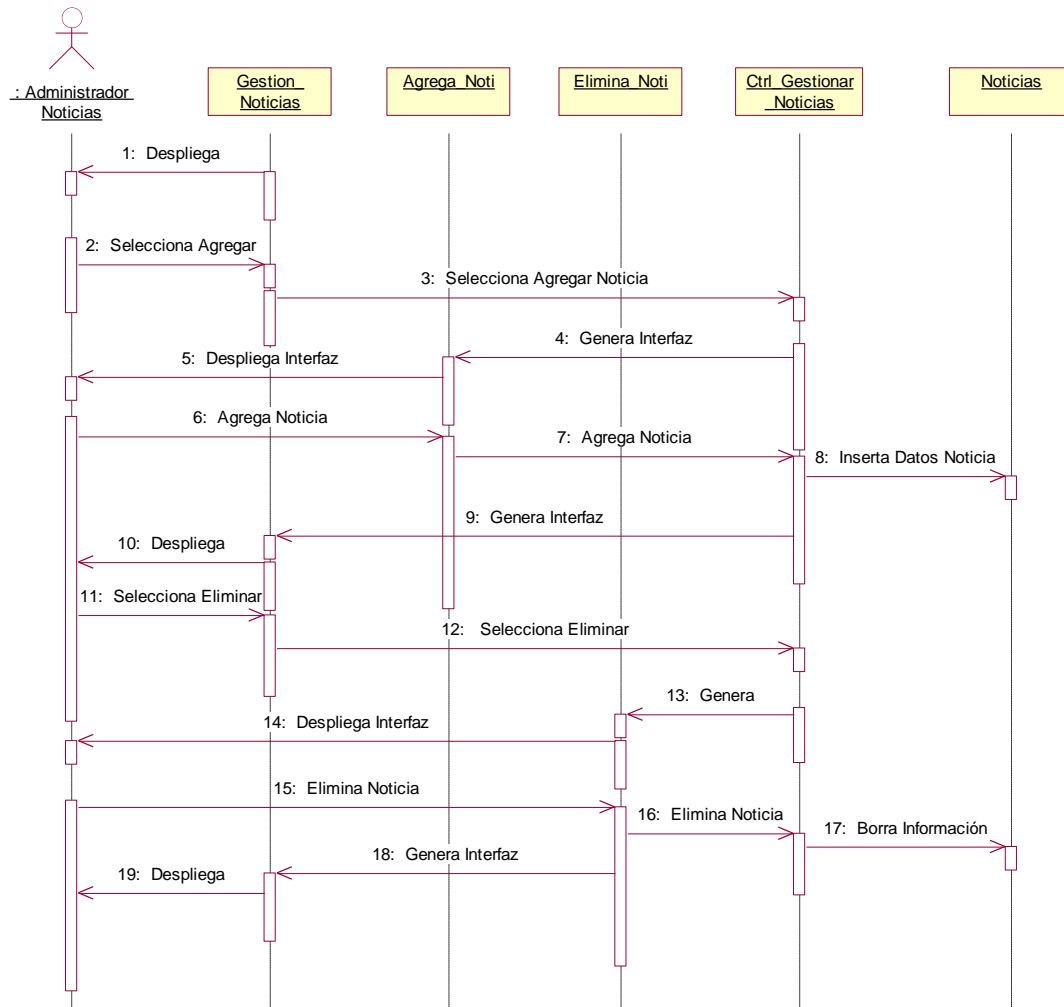 : Administrador
Noticias
Gestion_
Noticias
Agrega_Noti
Elimina_Noti
Ctrl_Gestionar
_Noticias
Noticias
1: Despliega
2: Selecciona Agregar
3: Selecciona Agregar Noticia
4: Genera Interfaz
5: Despliega Interfaz
6: Agrega Noticia
7: Agrega Noticia
8: Inserta Datos Noticia
9: Genera Interfaz
10: Despliega
11: Selecciona Eliminar
12: Selecciona Eliminar
13: Genera
14: Despliega Interfaz
15: Elimina Noticia
16: Elimina Noticia
17: Borra Información
18: Genera Interfaz
19: Despliega